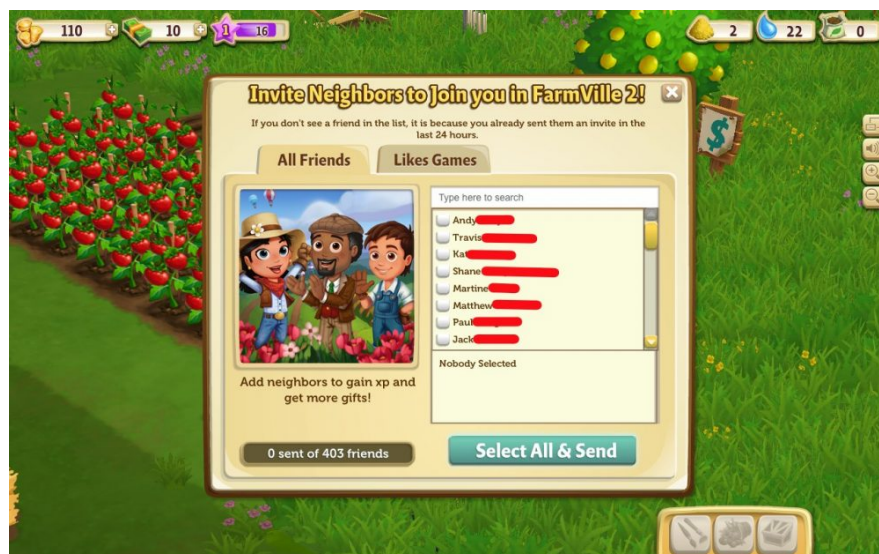 110
10
1
16
2
22
0
Invite Neighbors to Join you in FarmVille 2!
If you don't see a friend in the list, it is because you already sent them an invite in the
last 24 hours.
All Friends
Likes Games
Type here to search
Andy
Travis
Shane
Martine
Matthew
Paul
Jack
Nobody Selected
Add neighbors to gain xp and
get more gifts!
0 sent of 403 friends
Select All & Send
$